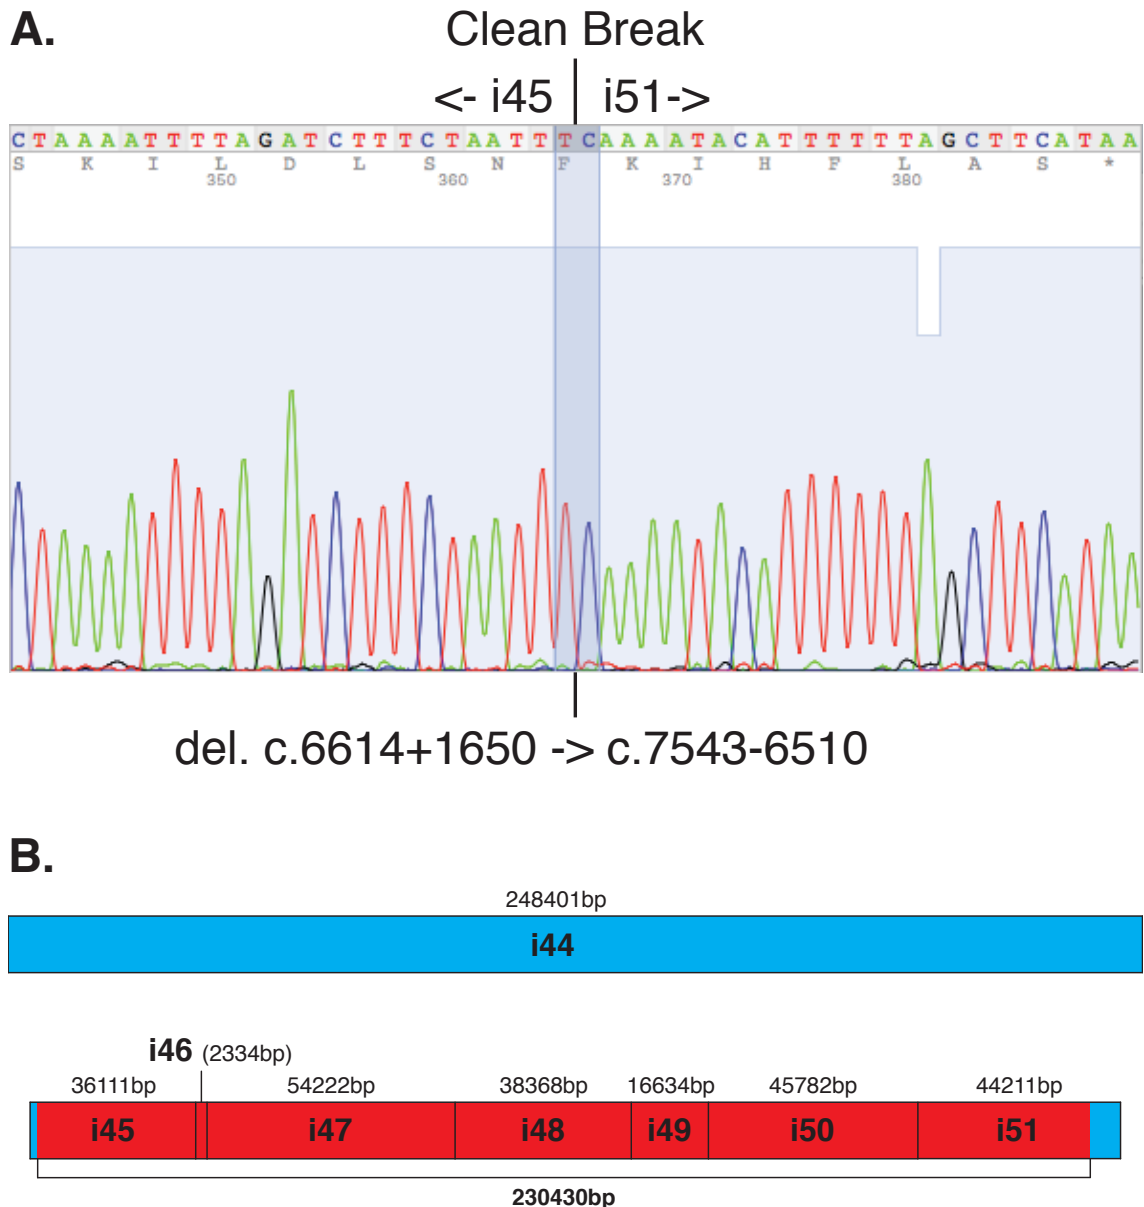 A.
Clean Break
<- i45 i51->
CTAAAATTTTAGATCTTTCTAATTTCAAAATACATTTTTTAGCTTCATAA
S K I L D L S N F K I H F L A S *
350 360 370 380
del. c.6614+1650 -> c.7543-6510
B.
248401bp
i44
i46 (2334bp)
36111bp 54222bp 38368bp 16634bp 45782bp 44211bp
i45 i47 i48 i49 i50 i51
230430bp